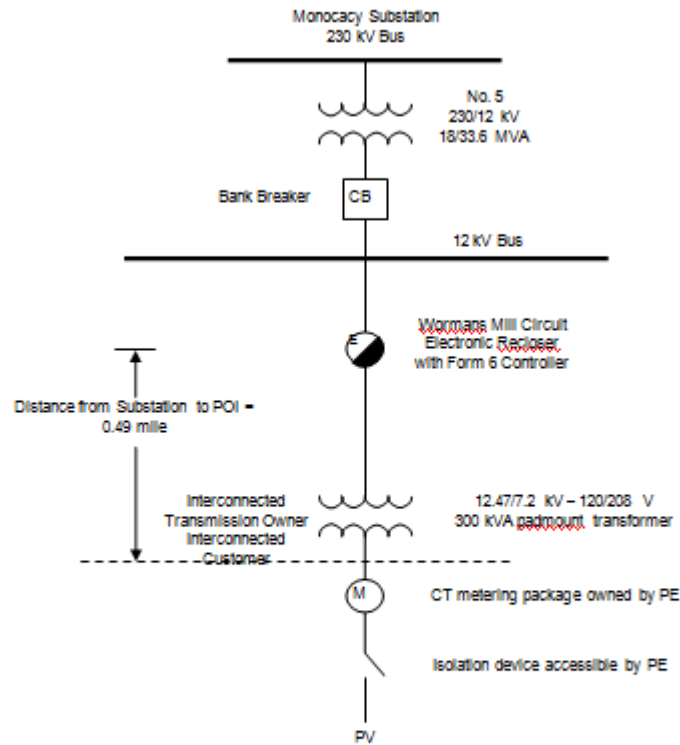 Monocacy Substation
230 kV Bus
No. 5
230/12 kV
18/33.6 MVA
Bank Breaker
CB
12 kV Bus
E
Wormans Mill Circuit
Electronic Recloser
with Form 6 Controller
Distance from Substation to POI =
0.49 mile
Interconnected
Transmission Owner
Interconnected
Customer
12.47/7.2 kV – 120/208 V
300 kVA padmount transformer
M
CT metering package owned by PE
Isolation device accessible by PE
PV